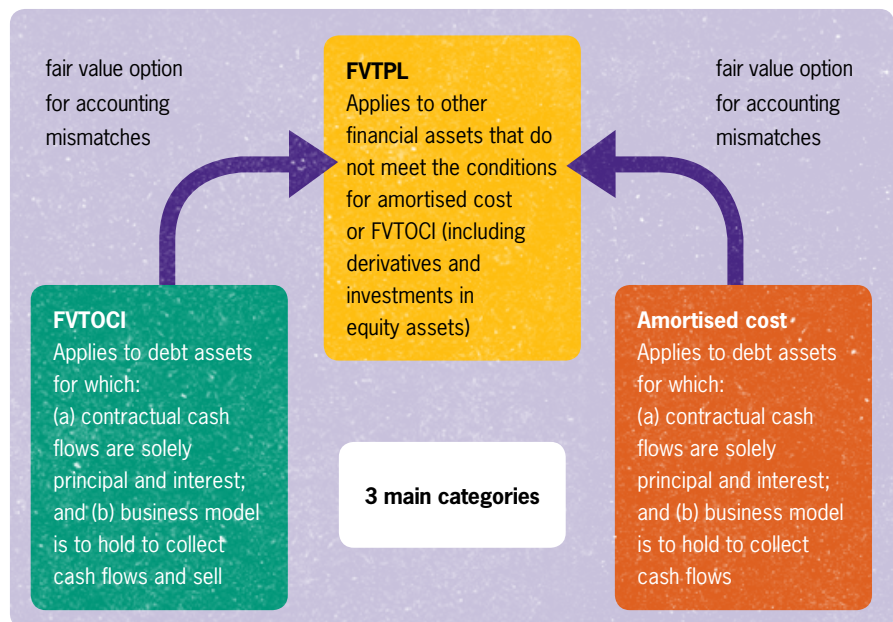 fair value option
for accounting
mismatches
FVTPL
Applies to other
financial assets that do
not meet the conditions
for amortised cost
or FVTOCI (including
derivatives and
investments in
equity assets)
fair value option
for accounting
mismatches
FVTOCI
Applies to debt assets
for which:
(a) contractual cash
flows are solely
principal and interest;
and (b) business model
is to hold to collect
cash flows and sell
3 main categories
Amortised cost
Applies to debt assets
for which:
(a) contractual cash
flows are solely
principal and interest;
and (b) business model
is to hold to collect
cash flows